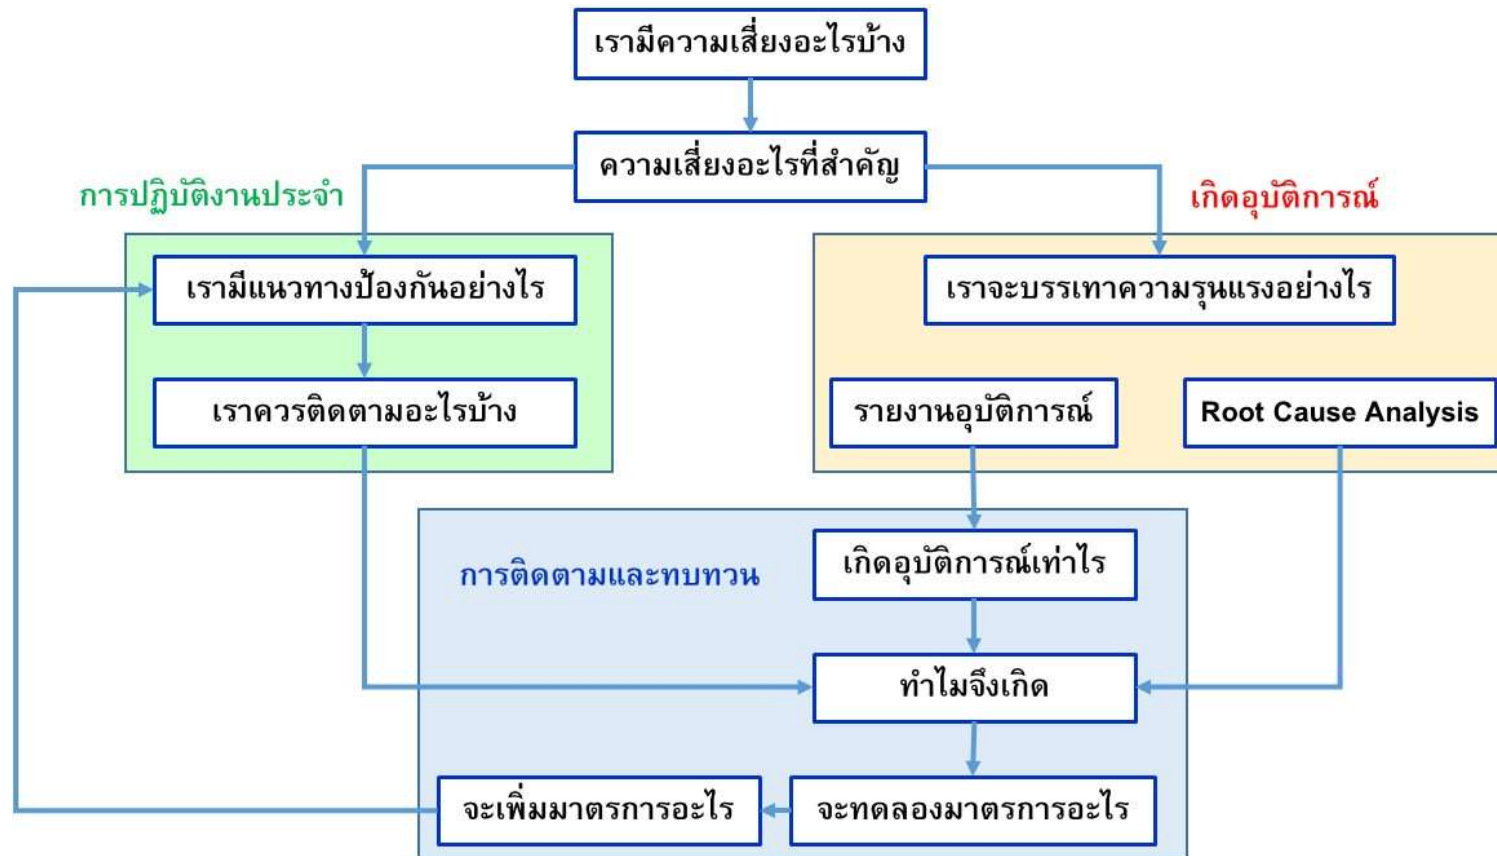 เรามีความเสี่ยงอะไรบ้าง
ความเสี่ยงอะไรที่สำคัญ
การปฏิบัติงานประจำ
เกิดอุบัติการณ์
เรามีแนวทางป้องกันอย่างไร
เราจะบรรเทาความรุนแรงอย่างไร
เราควรติดตามอะไรบ้าง
รายงานอุบัติการณ์
Root Cause Analysis
เกิดอุบัติการณ์เท่าไร
การติดตามและทบทวน
ทำไมจึงเกิด
จะเพิ่มมาตรการอะไร
จะทดลองมาตรการอะไร